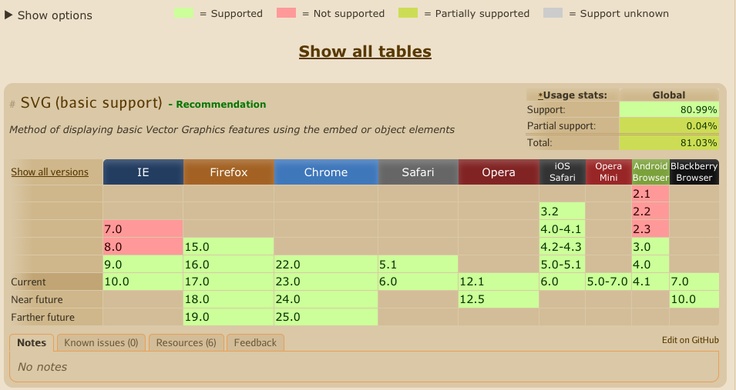 ▶ Show options = Supported = Not supported = Partially supported = Support unknown
Show all tables
# SVG (basic support) - Recommendation
*Usage stats: Global
Support: 80.99%
Partial support: 0.04%
Total: 81.03%
Method of displaying basic Vector Graphics features using the embed or object elements
Show all versions IE Firefox Chrome Safari Opera iOS Safari Opera Mini Android Browser Blackberry Browser
2.1
3.2 2.2
7.0 4.0-4.1 2.3
8.0 15.0 4.2-4.3 3.0
9.0 16.0 22.0 5.1 5.0-5.1 4.0
Current 10.0 17.0 23.0 6.0 12.1 6.0 5.0-7.0 4.1 7.0
Near future 18.0 24.0 12.5 10.0
Farther future 19.0 25.0
Notes Known issues (0) Resources (6) Feedback Edit on GitHub
No notes